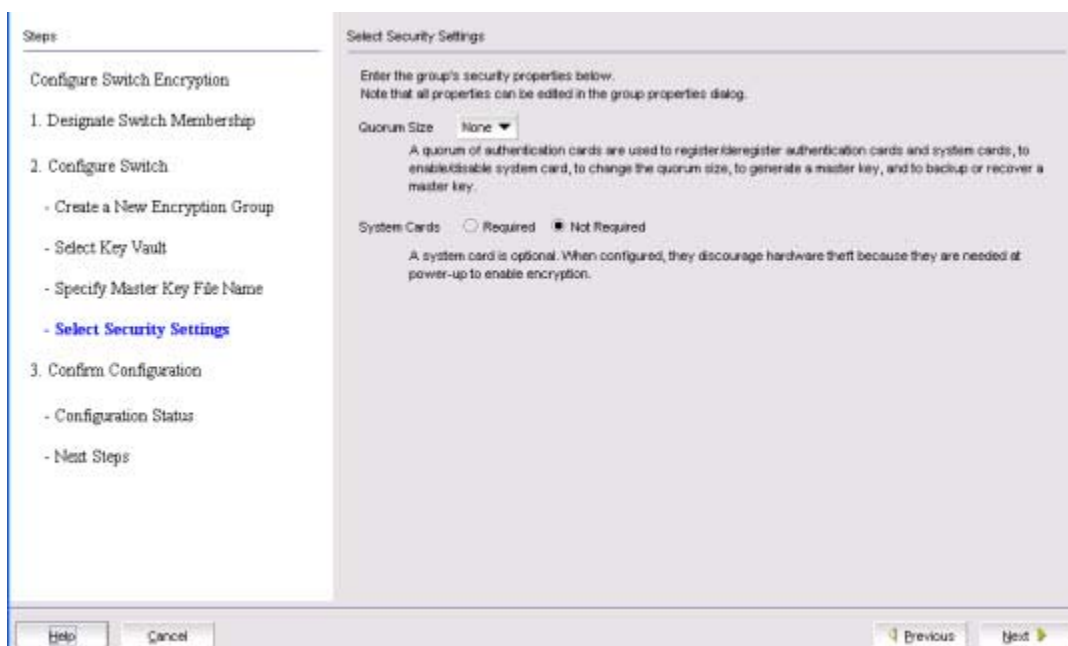 Steps
Configure Switch Encryption
1. Designate Switch Membership
2. Configure Switch
- Create a New Encryption Group
- Select Key Vault
- Specify Master Key File Name
- Select Security Settings
3. Confirm Configuration
- Configuration Status
- Next Steps
Select Security Settings
Enter the group's security properties below.
Note that all properties can be edited in the group properties dialog.
Quorum Size None
A quorum of authentication cards are used to register/deregister authentication cards and system cards, to
enable/disable system card, to change the quorum size, to generate a master key, and to backup or recover a
master key.
System Cards Required Not Required
A system card is optional. When configured, they discourage hardware theft because they are needed at
power-up to enable encryption.
Help Cancel Previous Next